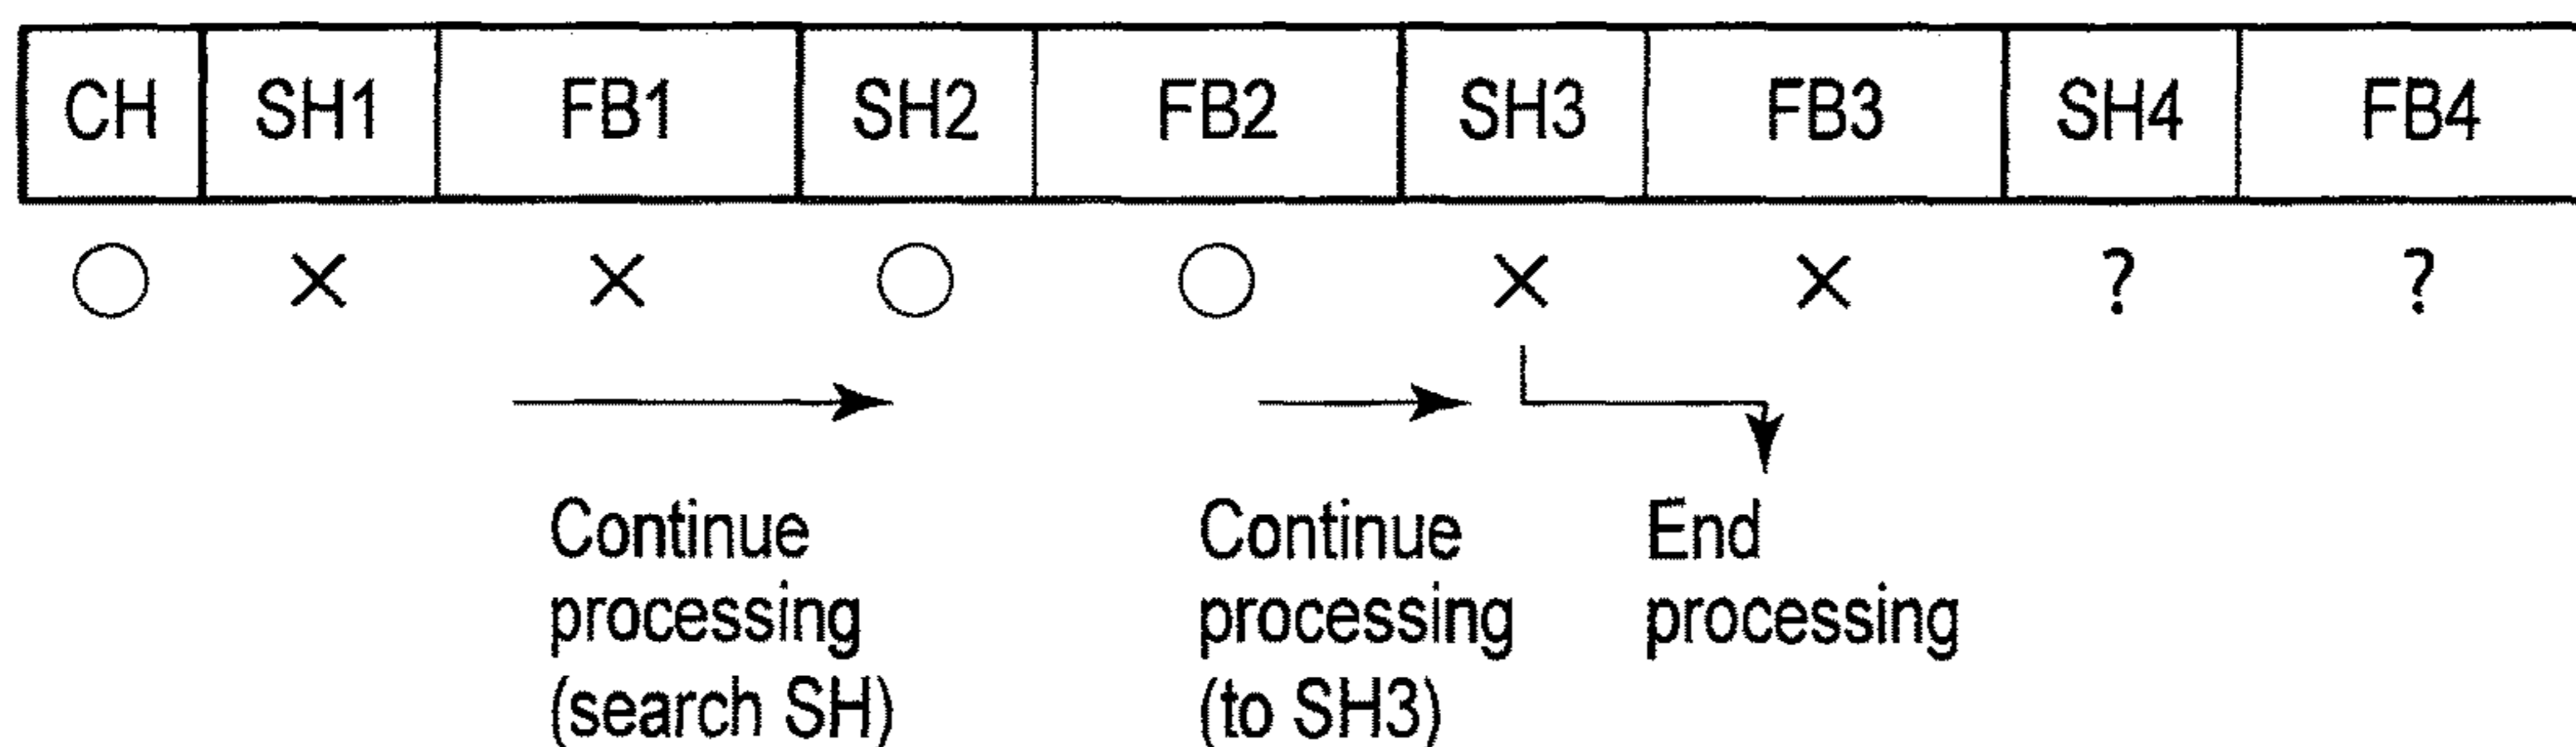 CH SH1 FB1 SH2 FB2 SH3 FB3 SH4 FB4
○ × × ○ ○ × × ? ?
Continue processing (search SH)
Continue processing (to SH3)
End processing